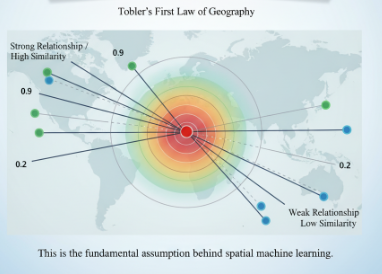 Tobler's First Law of Geography
Strong Relationship /
High Similarity
0.9
0.9
0.2
0.2
Weak Relationship
Low Similarity
This is the fundamental assumption behind spatial machine learning.